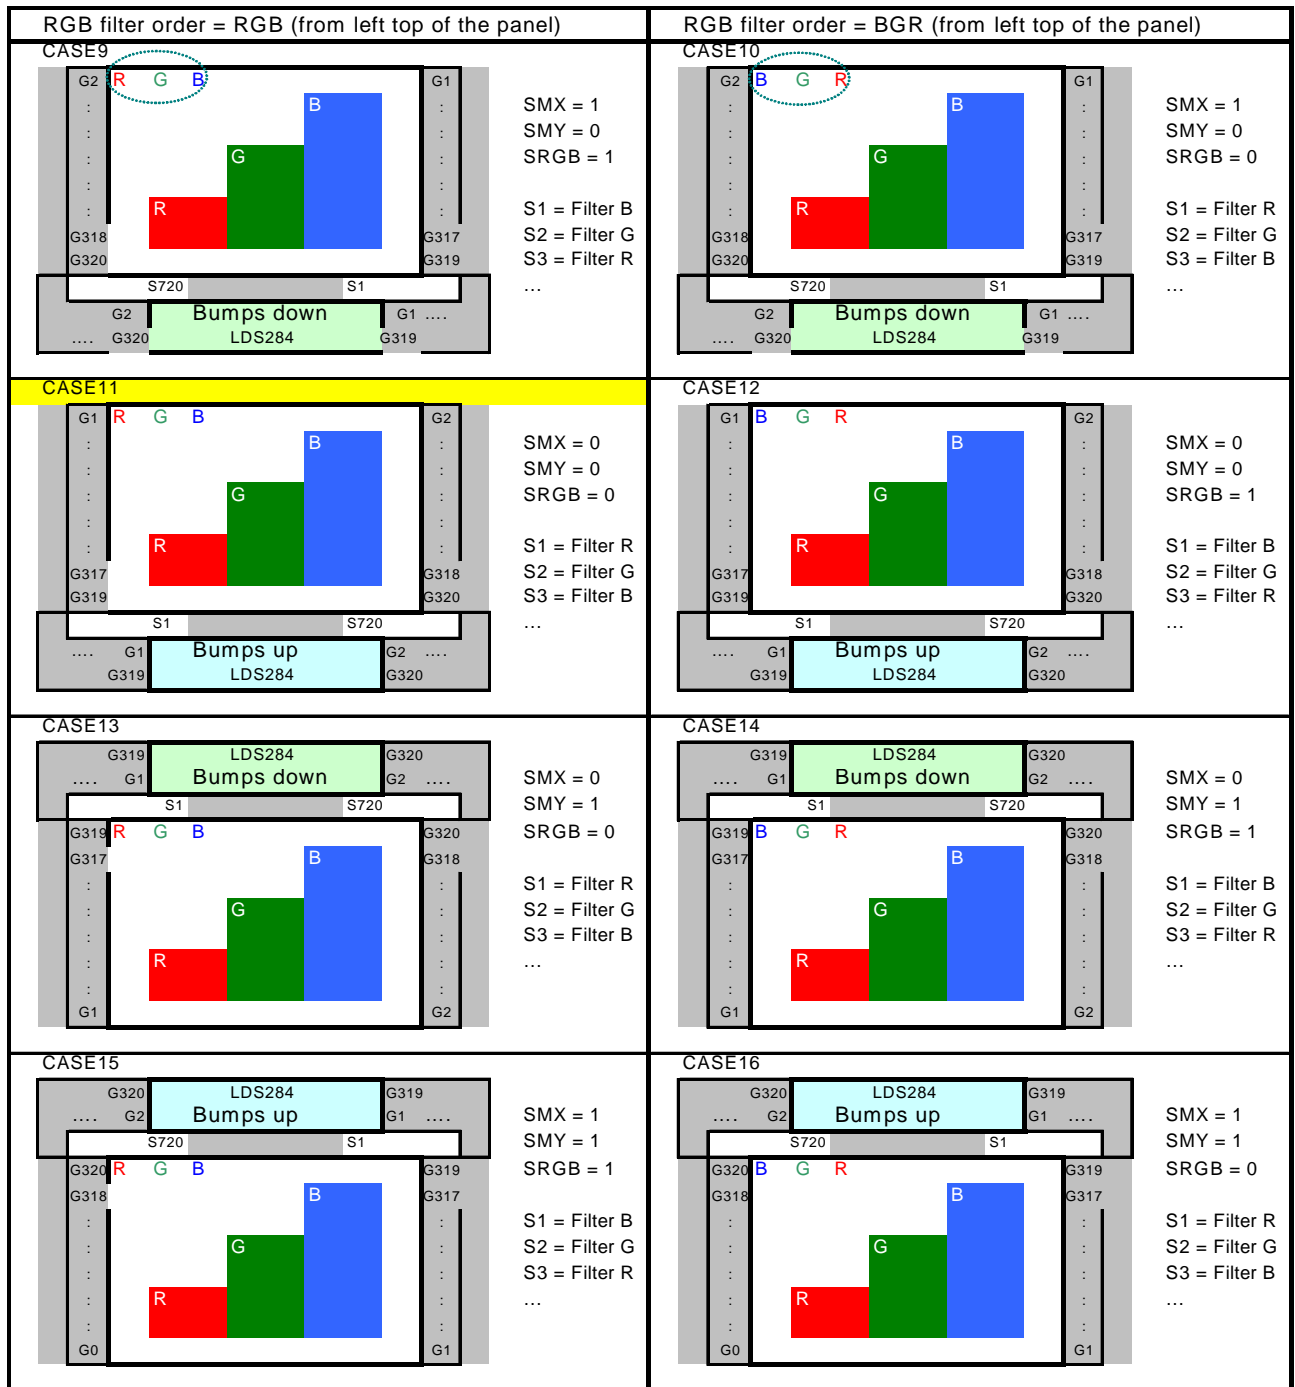 RGB filter order = RGB (from left top of the panel)
RGB filter order = BGR (from left top of the panel)
CASE9
G2 R G B G1
: B : SMX = 1
: : SMY = 0
: G : SRGB = 1
: :
: R : S1 = Filter B
G318 G317 S2 = Filter G
G320 G319 S3 = Filter R
S720 S1 ...
G2 Bumps down G1 ....
.... G320 LDS284 G319
CASE10
G2 B G R G1
: B : SMX = 1
: : SMY = 0
: G : SRGB = 0
: :
: R : S1 = Filter R
G318 G317 S2 = Filter G
G320 G319 S3 = Filter B
S720 S1 ...
G2 Bumps down G1 ....
.... G320 LDS284 G319
CASE11
G1 R G B G2
: B : SMX = 0
: : SMY = 0
: G : SRGB = 0
: :
: R : S1 = Filter R
G317 G318 S2 = Filter G
G319 G320 S3 = Filter B
S1 S720 ...
.... G1 Bumps up G2 ....
G319 LDS284 G320
CASE12
G1 B G R G2
: B : SMX = 0
: : SMY = 0
: G : SRGB = 1
: :
: R : S1 = Filter B
G317 G318 S2 = Filter G
G319 G320 S3 = Filter R
S1 S720 ...
.... G1 Bumps up G2 ....
G319 LDS284 G320
CASE13
G319 LDS284 G320
.... G1 Bumps down G2 .... SMX = 0
S1 S720 SMY = 1
G319 R G B G320 SRGB = 0
G317 B G318
: : S1 = Filter R
: G : S2 = Filter G
: : S3 = Filter B
: R : ...
: :
G1 G2
CASE14
G319 LDS284 G320
.... G1 Bumps down G2 .... SMX = 0
S1 S720 SMY = 1
G319 B G R G320 SRGB = 1
G317 B G318
: : S1 = Filter B
: G : S2 = Filter G
: : S3 = Filter R
: R : ...
: :
G1 G2
CASE15
G320 LDS284 G319
.... G2 Bumps up G1 .... SMX = 1
S720 S1 SMY = 1
G320 R G B G319 SRGB = 1
G318 B G317
: : S1 = Filter B
: G : S2 = Filter G
: : S3 = Filter R
: R : ...
: :
G0 G1
CASE16
G320 LDS284 G319
.... G2 Bumps up G1 .... SMX = 1
S720 S1 SMY = 1
G320 B G R G319 SRGB = 0
G318 B G317
: : S1 = Filter R
: G : S2 = Filter G
: : S3 = Filter B
: R : ...
: :
G0 G1